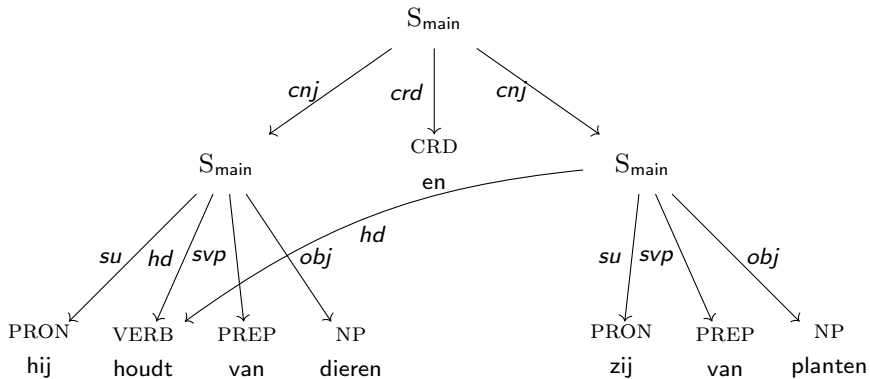 S_main
cnj crd cnj
CRD
S_main en S_main
hd
su hd svp obj su svp obj
PRON VERB PREP NP PRON PREP NP
hij houdt van dieren zij van planten